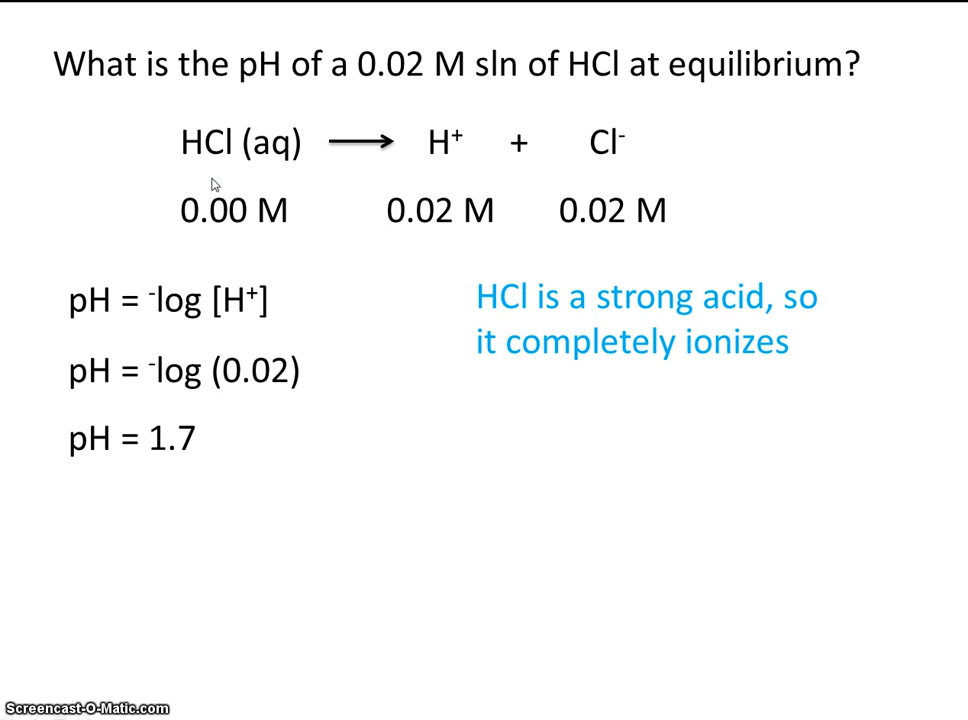 What is the pH of a 0.02 M sln of HCl at equilibrium?
HCl (aq) ⟶ H⁺ + Cl⁻
0.00 M 0.02 M 0.02 M
pH = ⁻log [H⁺]
HCl is a strong acid, so
it completely ionizes
pH = ⁻log (0.02)
pH = 1.7
Screencast-O-Matic.com